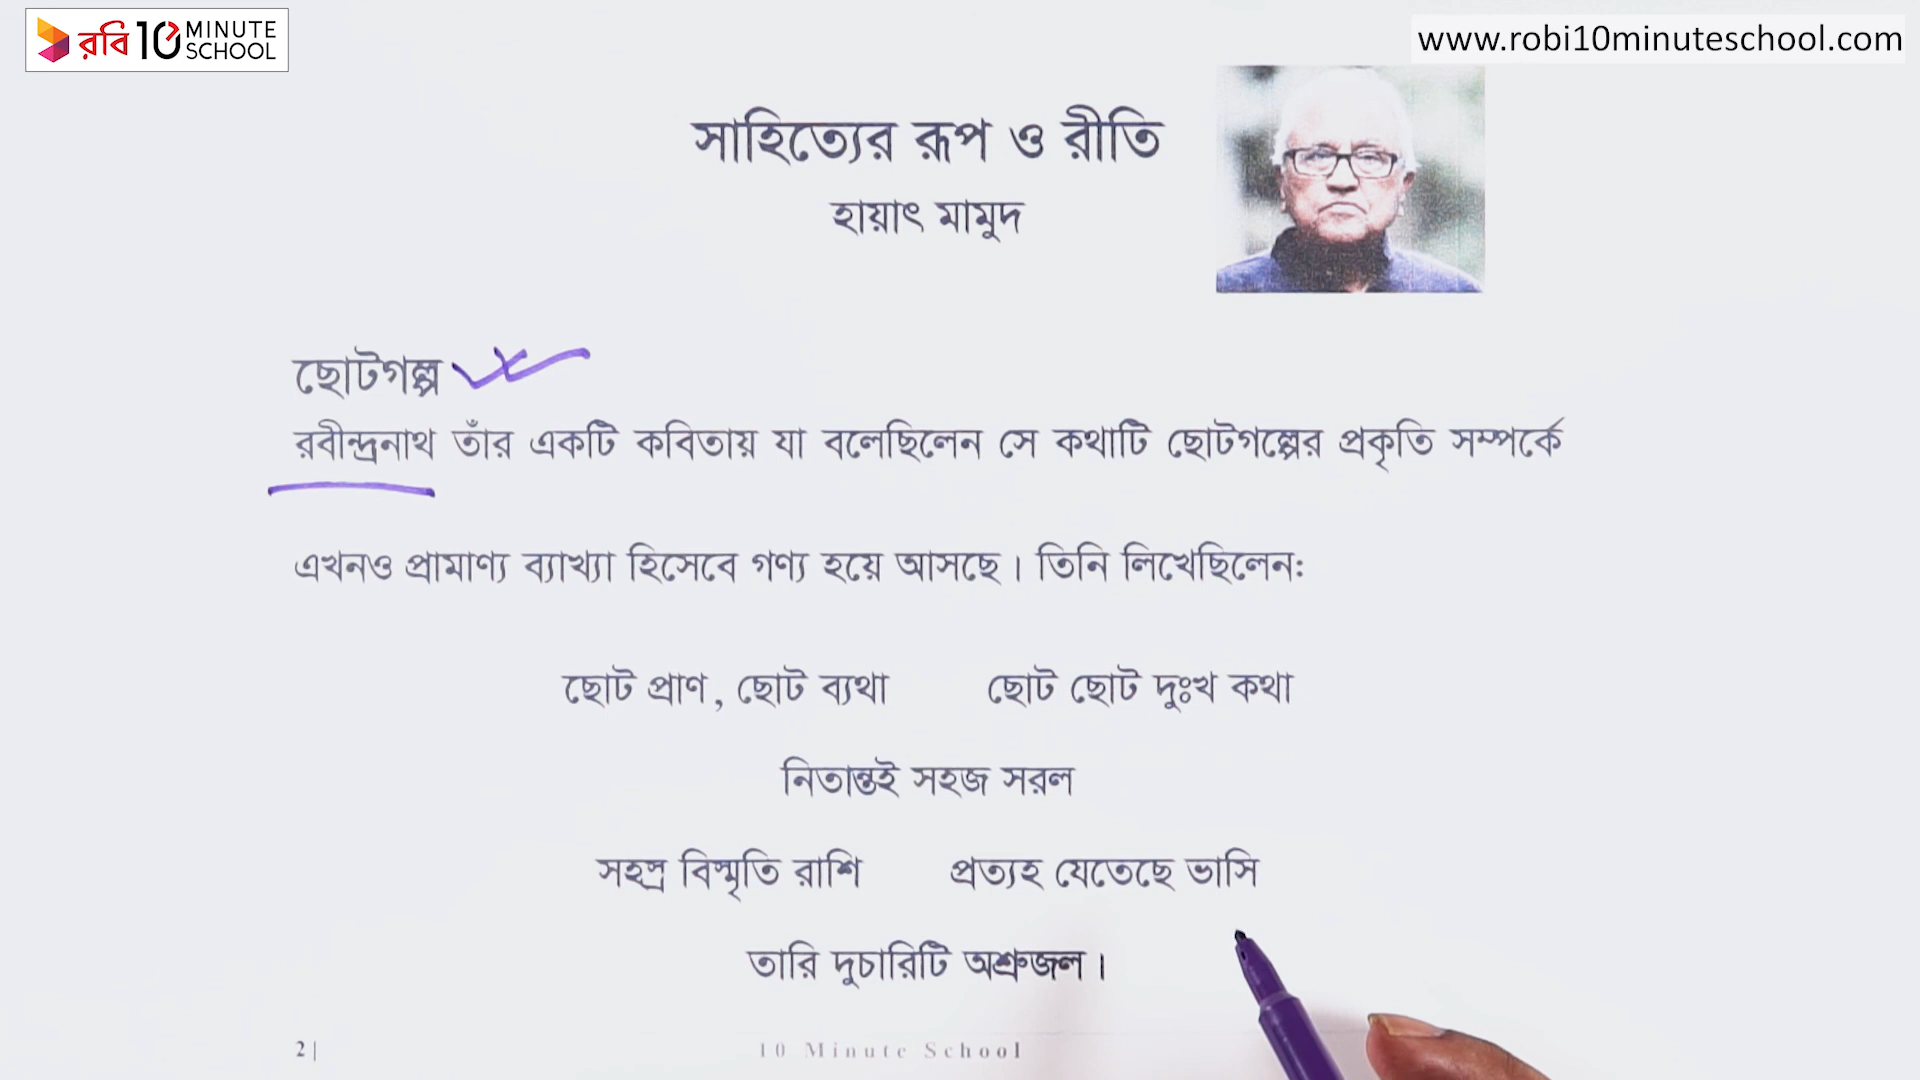 রবি 10 MINUTE SCHOOL
www.robi10minuteschool.com
সাহিত্যের রূপ ও রীতি
হায়াৎ মামুদ
ছোটগল্প
রবীন্দ্রনাথ তাঁর একটি কবিতায় যা বলেছিলেন সে কথাটি ছোটগল্পের প্রকৃতি সম্পর্কে
এখনও প্রামাণ্য ব্যাখ্যা হিসেবে গণ্য হয়ে আসছে। তিনি লিখেছিলেন:
ছোট প্রাণ, ছোট ব্যথা ছোট ছোট দুঃখ কথা
নিতান্তই সহজ সরল
সহস্র বিস্মৃতি রাশি প্রত্যহ যেতেছে ভাসি
তারি দুচারিটি অশ্রুজল।
2|
10 Minute School